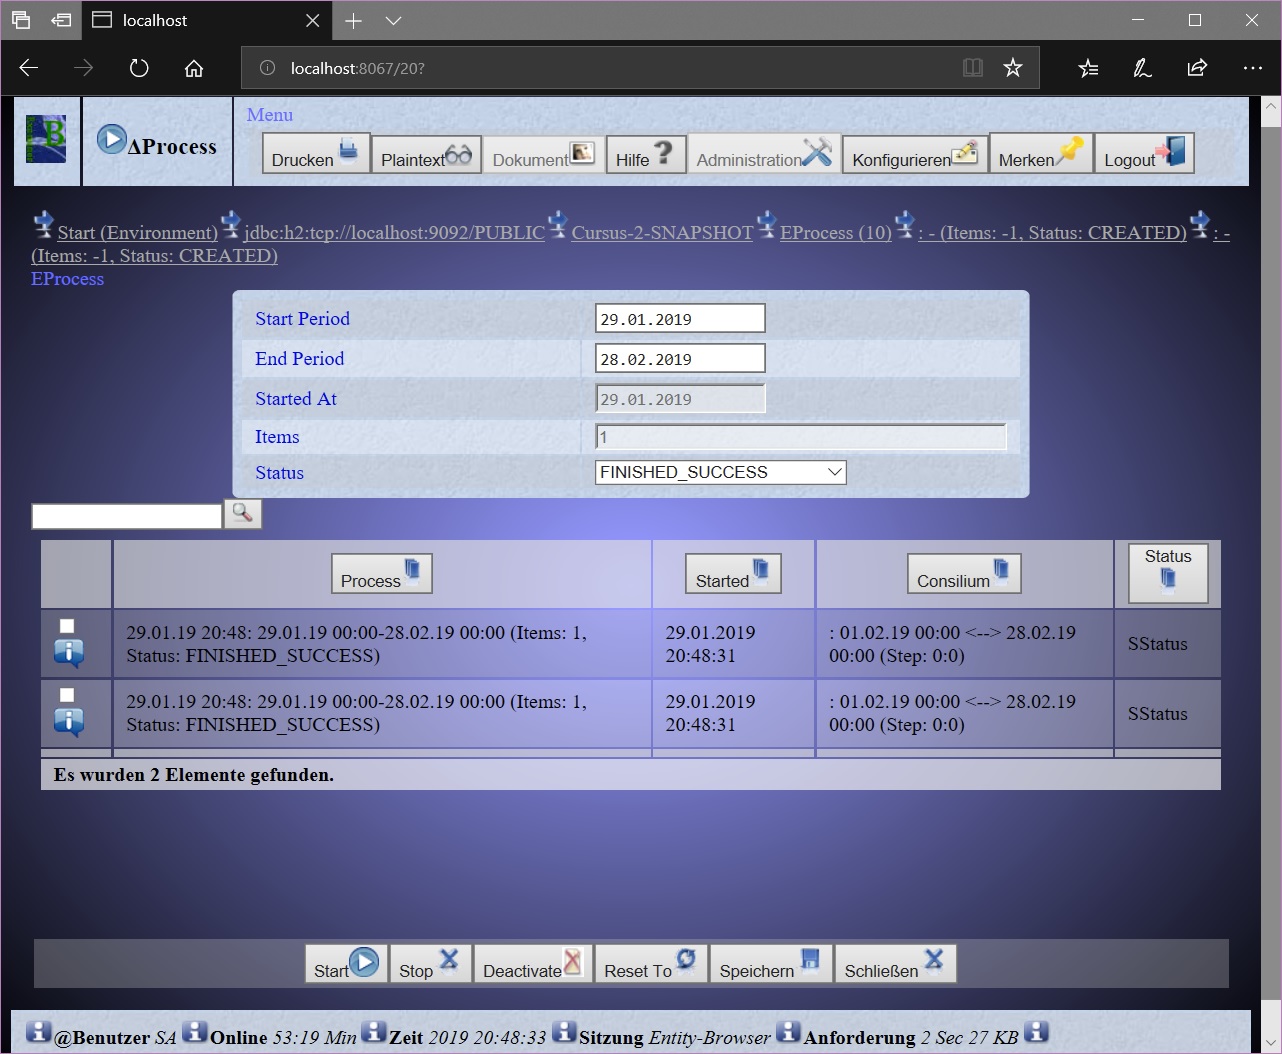 localhost
localhost:8067/20?
Menu
ΔProcess
Drucken Plaintext Dokument Hilfe Administration Konfigurieren Merken Logout
Start (Environment) jdbc:h2:tcp://localhost:9092/PUBLIC Cursus-2-SNAPSHOT EProcess (10) : - (Items: -1, Status: CREATED) : -
(Items: -1, Status: CREATED)
EProcess
Start Period 29.01.2019
End Period 28.02.2019
Started At 29.01.2019
Items 1
Status FINISHED_SUCCESS
Process Started Consilium Status
29.01.19 20:48: 29.01.19 00:00-28.02.19 00:00 (Items: 1, 29.01.2019 : 01.02.19 00:00 <--> 28.02.19 SStatus
Status: FINISHED_SUCCESS) 20:48:31 00:00 (Step: 0:0)
29.01.19 20:48: 29.01.19 00:00-28.02.19 00:00 (Items: 1, 29.01.2019 : 01.02.19 00:00 <--> 28.02.19 SStatus
Status: FINISHED_SUCCESS) 20:48:31 00:00 (Step: 0:0)
Es wurden 2 Elemente gefunden.
Start Stop Deactivate Reset To Speichern Schließen
@Benutzer SA Online 53:19 Min Zeit 2019 20:48:33 Sitzung Entity-Browser Anforderung 2 Sec 27 KB